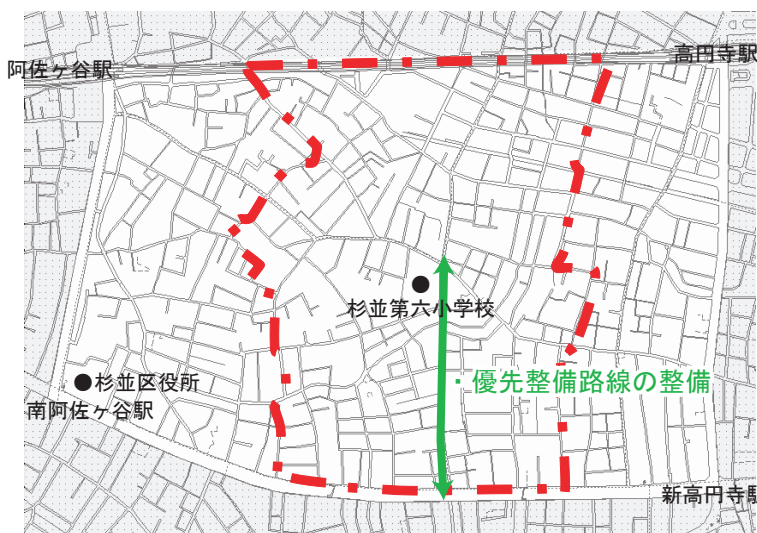 高円寺駅
阿佐ヶ谷駅
杉並第六小学校
杉並区役所
・優先整備路線の整備
南阿佐ヶ谷駅
新高円寺駅